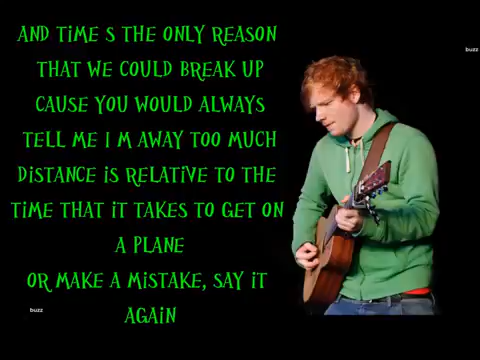 AND TIME S THE ONLY REASON
THAT WE COULD BREAK UP
CAUSE YOU WOULD ALWAYS
TELL ME I M AWAY TOO MUCH
DISTANCE IS RELATIVE TO THE
TIME THAT IT TAKES TO GET ON
A PLANE
OR MAKE A MISTAKE, SAY IT
AGAIN
buzz
buzz